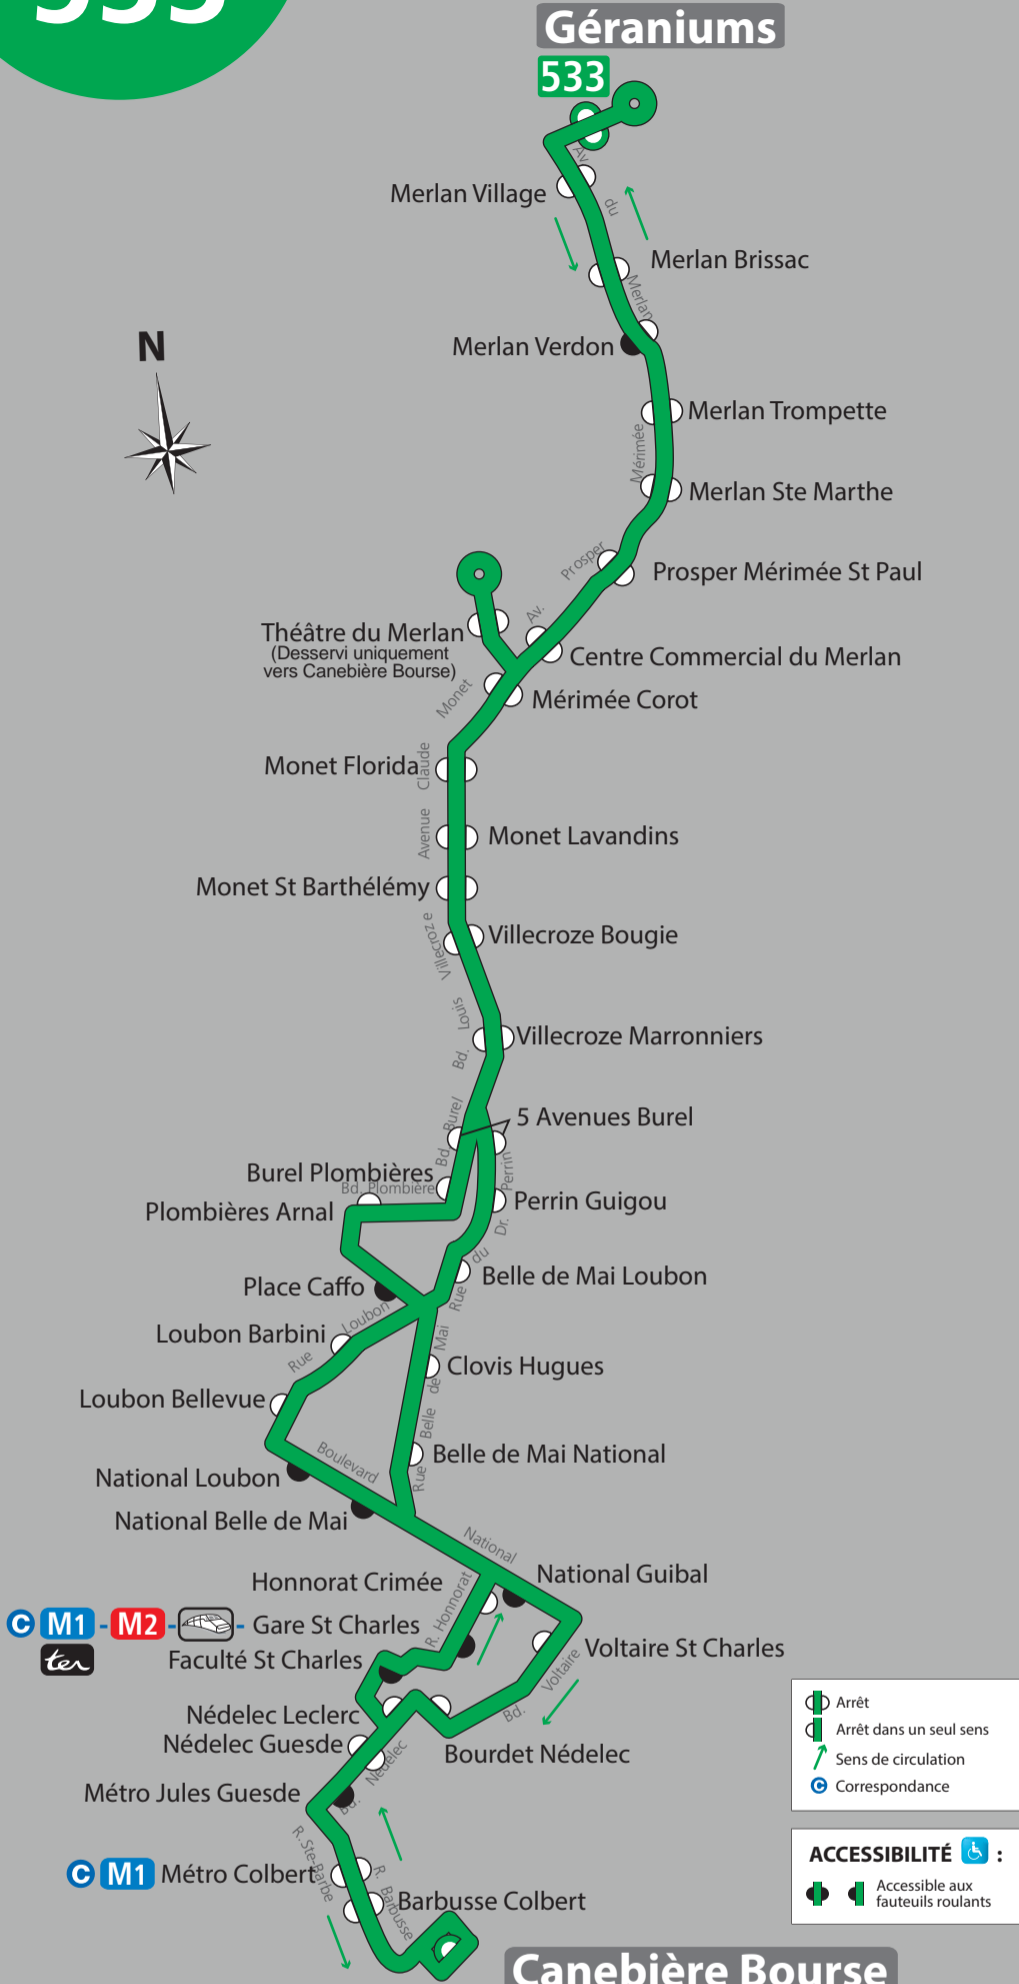 533
Géraniums
533
Av.
du
Merlan
Merlan Village
Merlan Brissac
N
Merlan Verdon
Merlan Trompette
Mérimée
Merlan Ste Marthe
Prosper
Prosper Mérimée St Paul
Av.
Théâtre du Merlan
(Desservi uniquement
vers Canebière Bourse)
Centre Commercial du Merlan
Monet
Mérimée Corot
Claude
Monet Florida
Avenue
Monet Lavandins
Monet St Barthélémy
Villecroze
Villecroze Bougie
Louis
Bd.
Villecroze Marronniers
Burel
Bd.
5 Avenues Burel
Burel Plombières
Bd. Plombière
Perrin
Plombières Arnal
Perrin Guigou
Dr.
du
Rue
Belle de Mai Loubon
Place Caffo
Loubon
Rue
Loubon Barbini
Mai
de
Belle
Rue
Clovis Hugues
Loubon Bellevue
Boulevard
Belle de Mai National
National Loubon
National Belle de Mai
National
Honnorat Crimée
National Guibal
R. Honnorat
C M1 - M2 - - Gare St Charles
ter
Faculté St Charles
Voltaire St Charles
Voltaire
Bd.
Nédelec Leclerc
Nédelec Guesde
Nédelec
Bd.
Bourdet Nédelec
Métro Jules Guesde
R. Ste-Barbe
C M1 Métro Colbert
R. Barbusse
Barbusse Colbert
Canebière Bourse
Arrêt
Arrêt dans un seul sens
Sens de circulation
C Correspondance
ACCESSIBILITÉ :
Accessible aux
fauteuils roulants